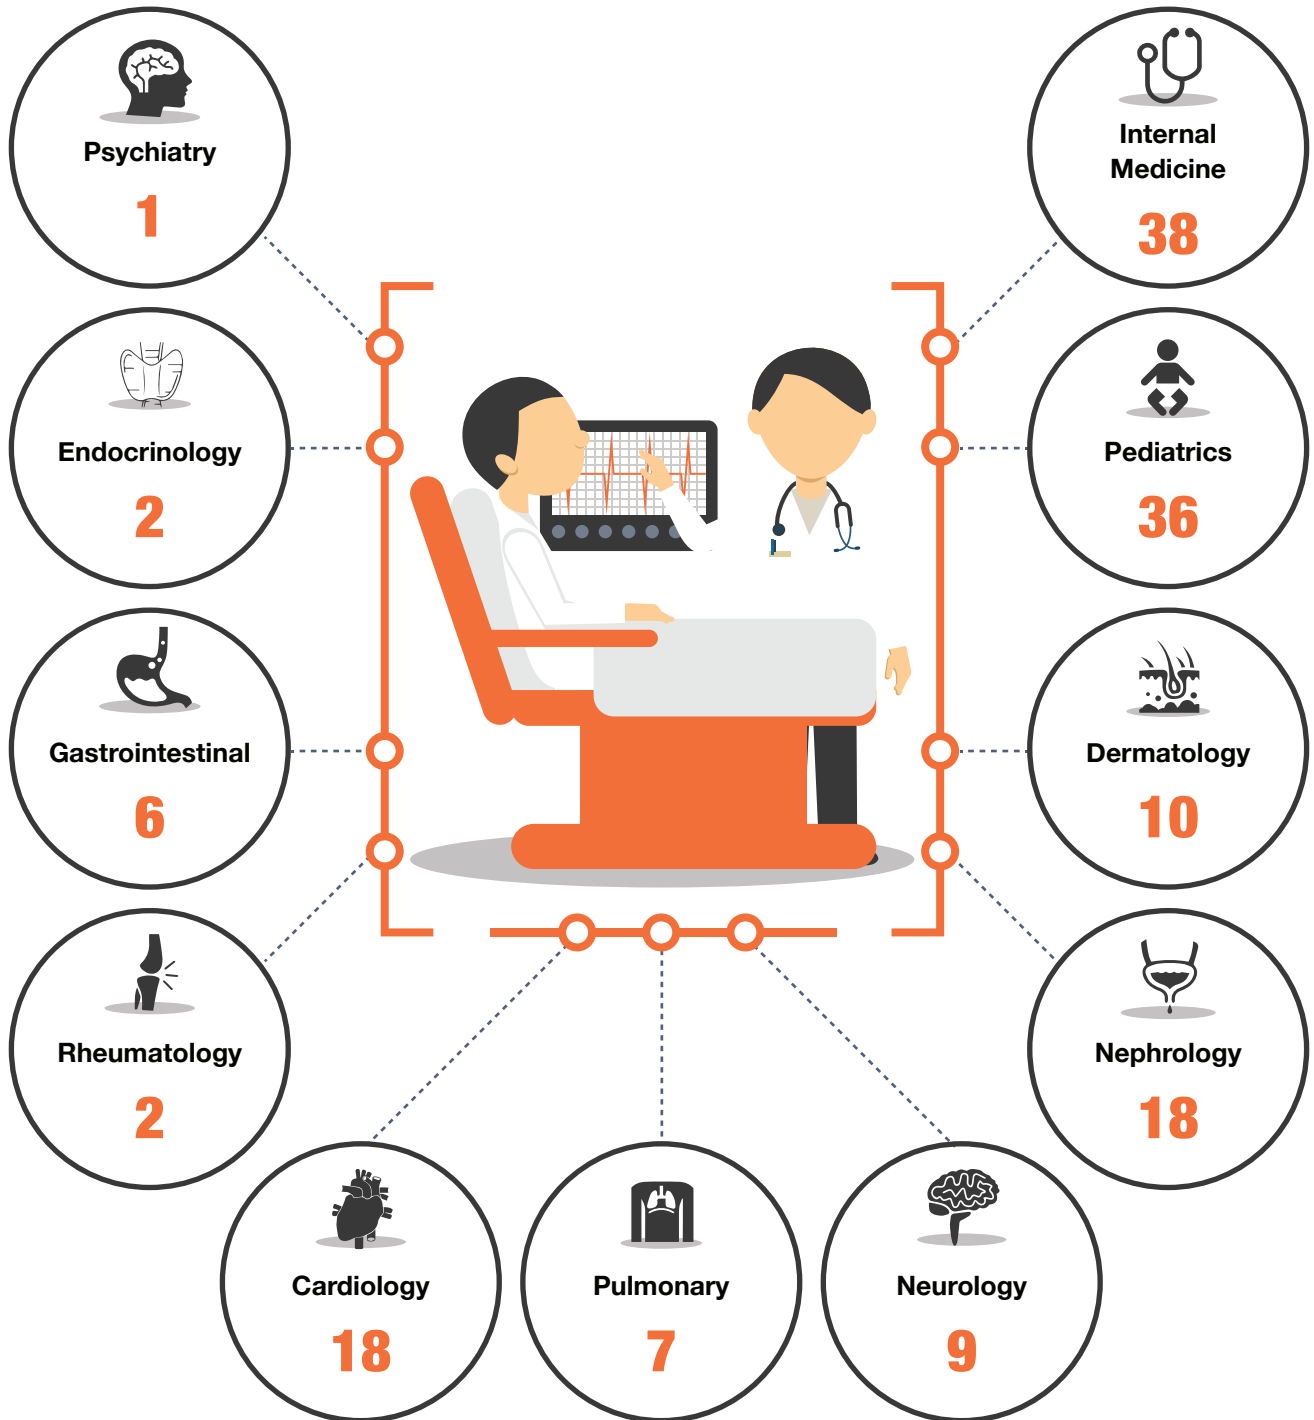 Psychiatry
1
Endocrinology
2
Gastrointestinal
6
Rheumatology
2
Cardiology
18
Pulmonary
7
Neurology
9
Internal
Medicine
38
Pediatrics
36
Dermatology
10
Nephrology
18